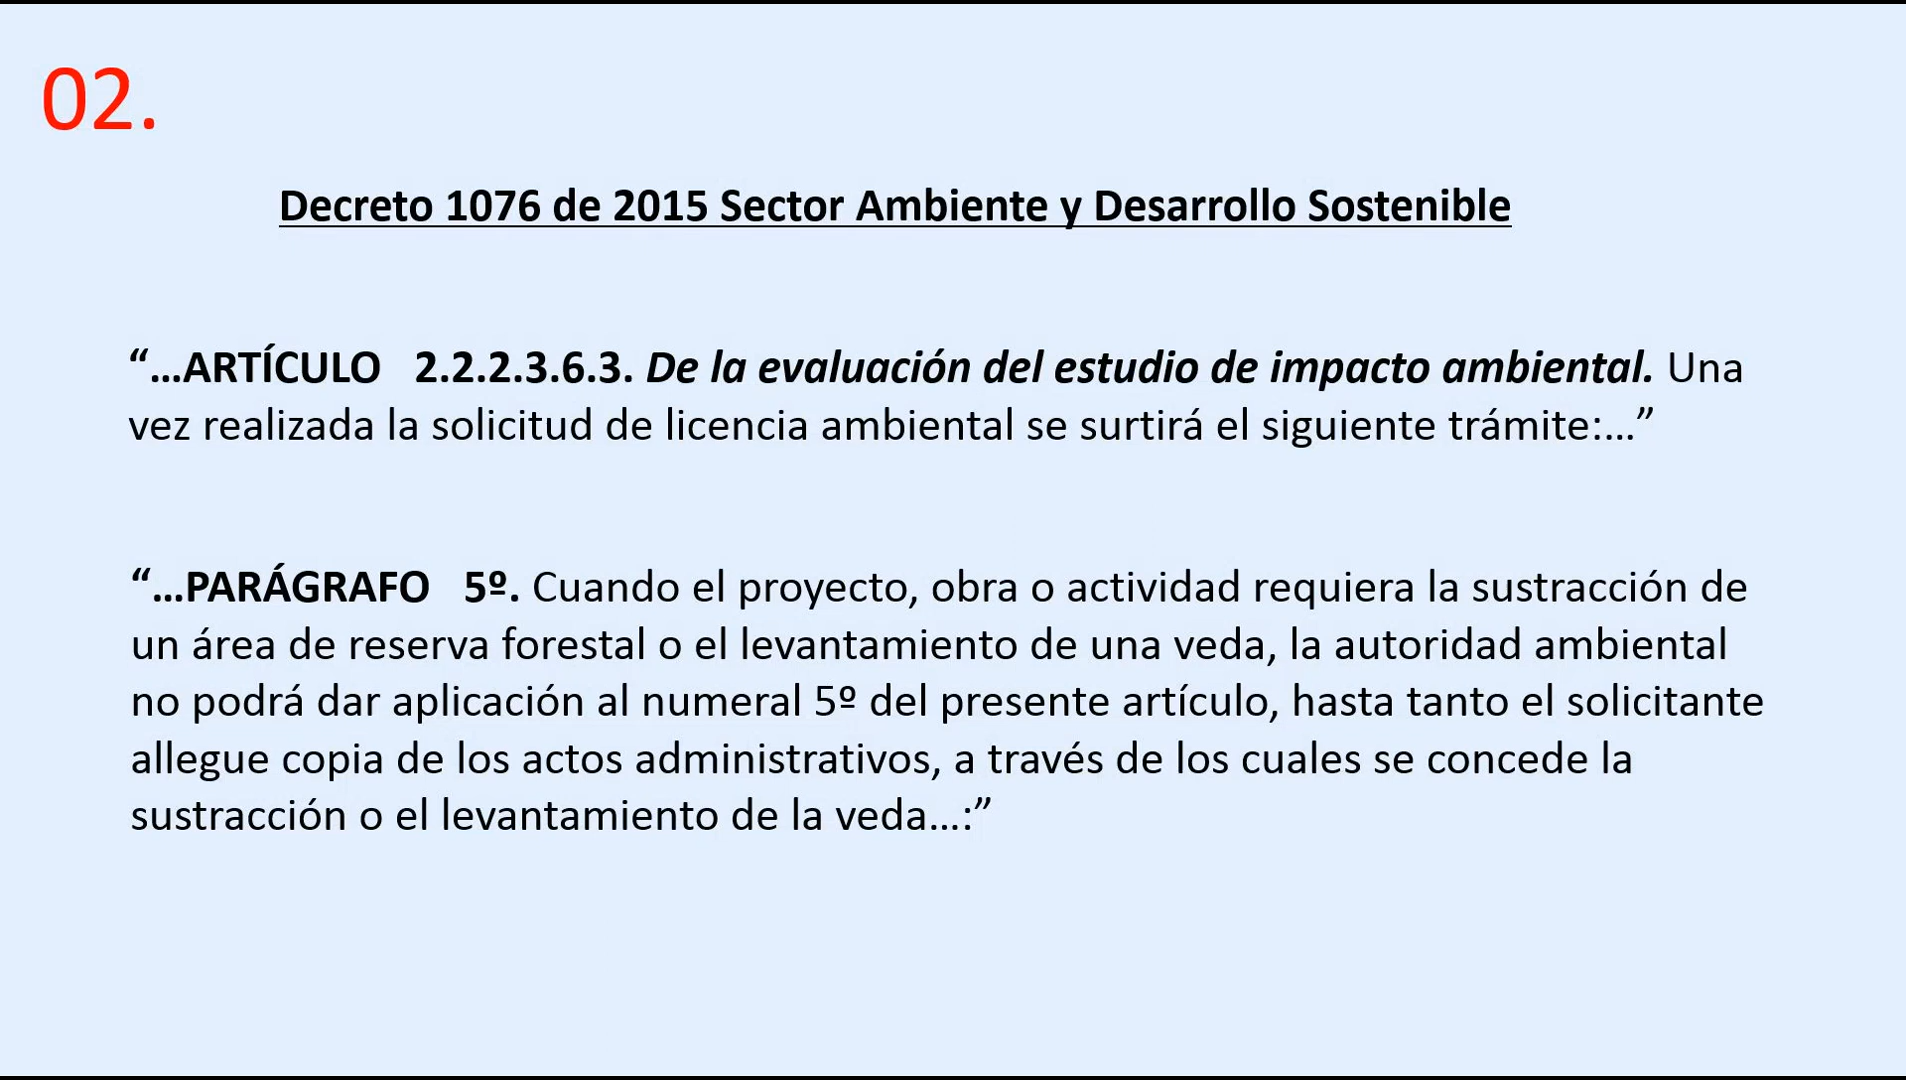 02.
Decreto 1076 de 2015 Sector Ambiente y Desarrollo Sostenible
“…ARTÍCULO 2.2.2.3.6.3. De la evaluación del estudio de impacto ambiental. Una
vez realizada la solicitud de licencia ambiental se surtirá el siguiente trámite:…”
“…PARÁGRAFO 5º. Cuando el proyecto, obra o actividad requiera la sustracción de
un área de reserva forestal o el levantamiento de una veda, la autoridad ambiental
no podrá dar aplicación al numeral 5º del presente artículo, hasta tanto el solicitante
allegue copia de los actos administrativos, a través de los cuales se concede la
sustracción o el levantamiento de la veda…:”